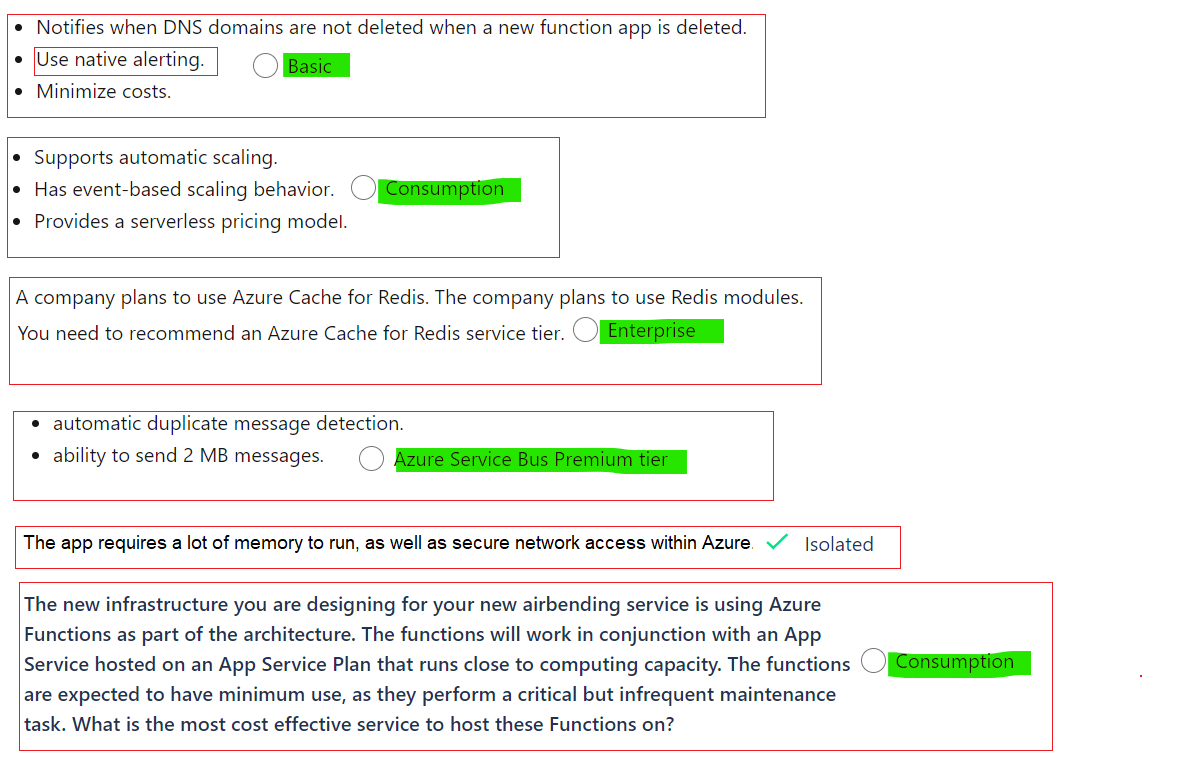 • Notifies when DNS domains are not deleted when a new function app is deleted.
• Use native alerting.
Basic
• Minimize costs.
• Supports automatic scaling.
• Has event-based scaling behavior.
Consumption
• Provides a serverless pricing model.
A company plans to use Azure Cache for Redis. The company plans to use Redis modules.
You need to recommend an Azure Cache for Redis service tier.
Enterprise
• automatic duplicate message detection.
• ability to send 2 MB messages.
Azure Service Bus Premium tier
The app requires a lot of memory to run, as well as secure network access within Azure.
Isolated
The new infrastructure you are designing for your new airbending service is using Azure
Functions as part of the architecture. The functions will work in conjunction with an App
Service hosted on an App Service Plan that runs close to computing capacity. The functions
Consumption
are expected to have minimum use, as they perform a critical but infrequent maintenance
task. What is the most cost effective service to host these Functions on?